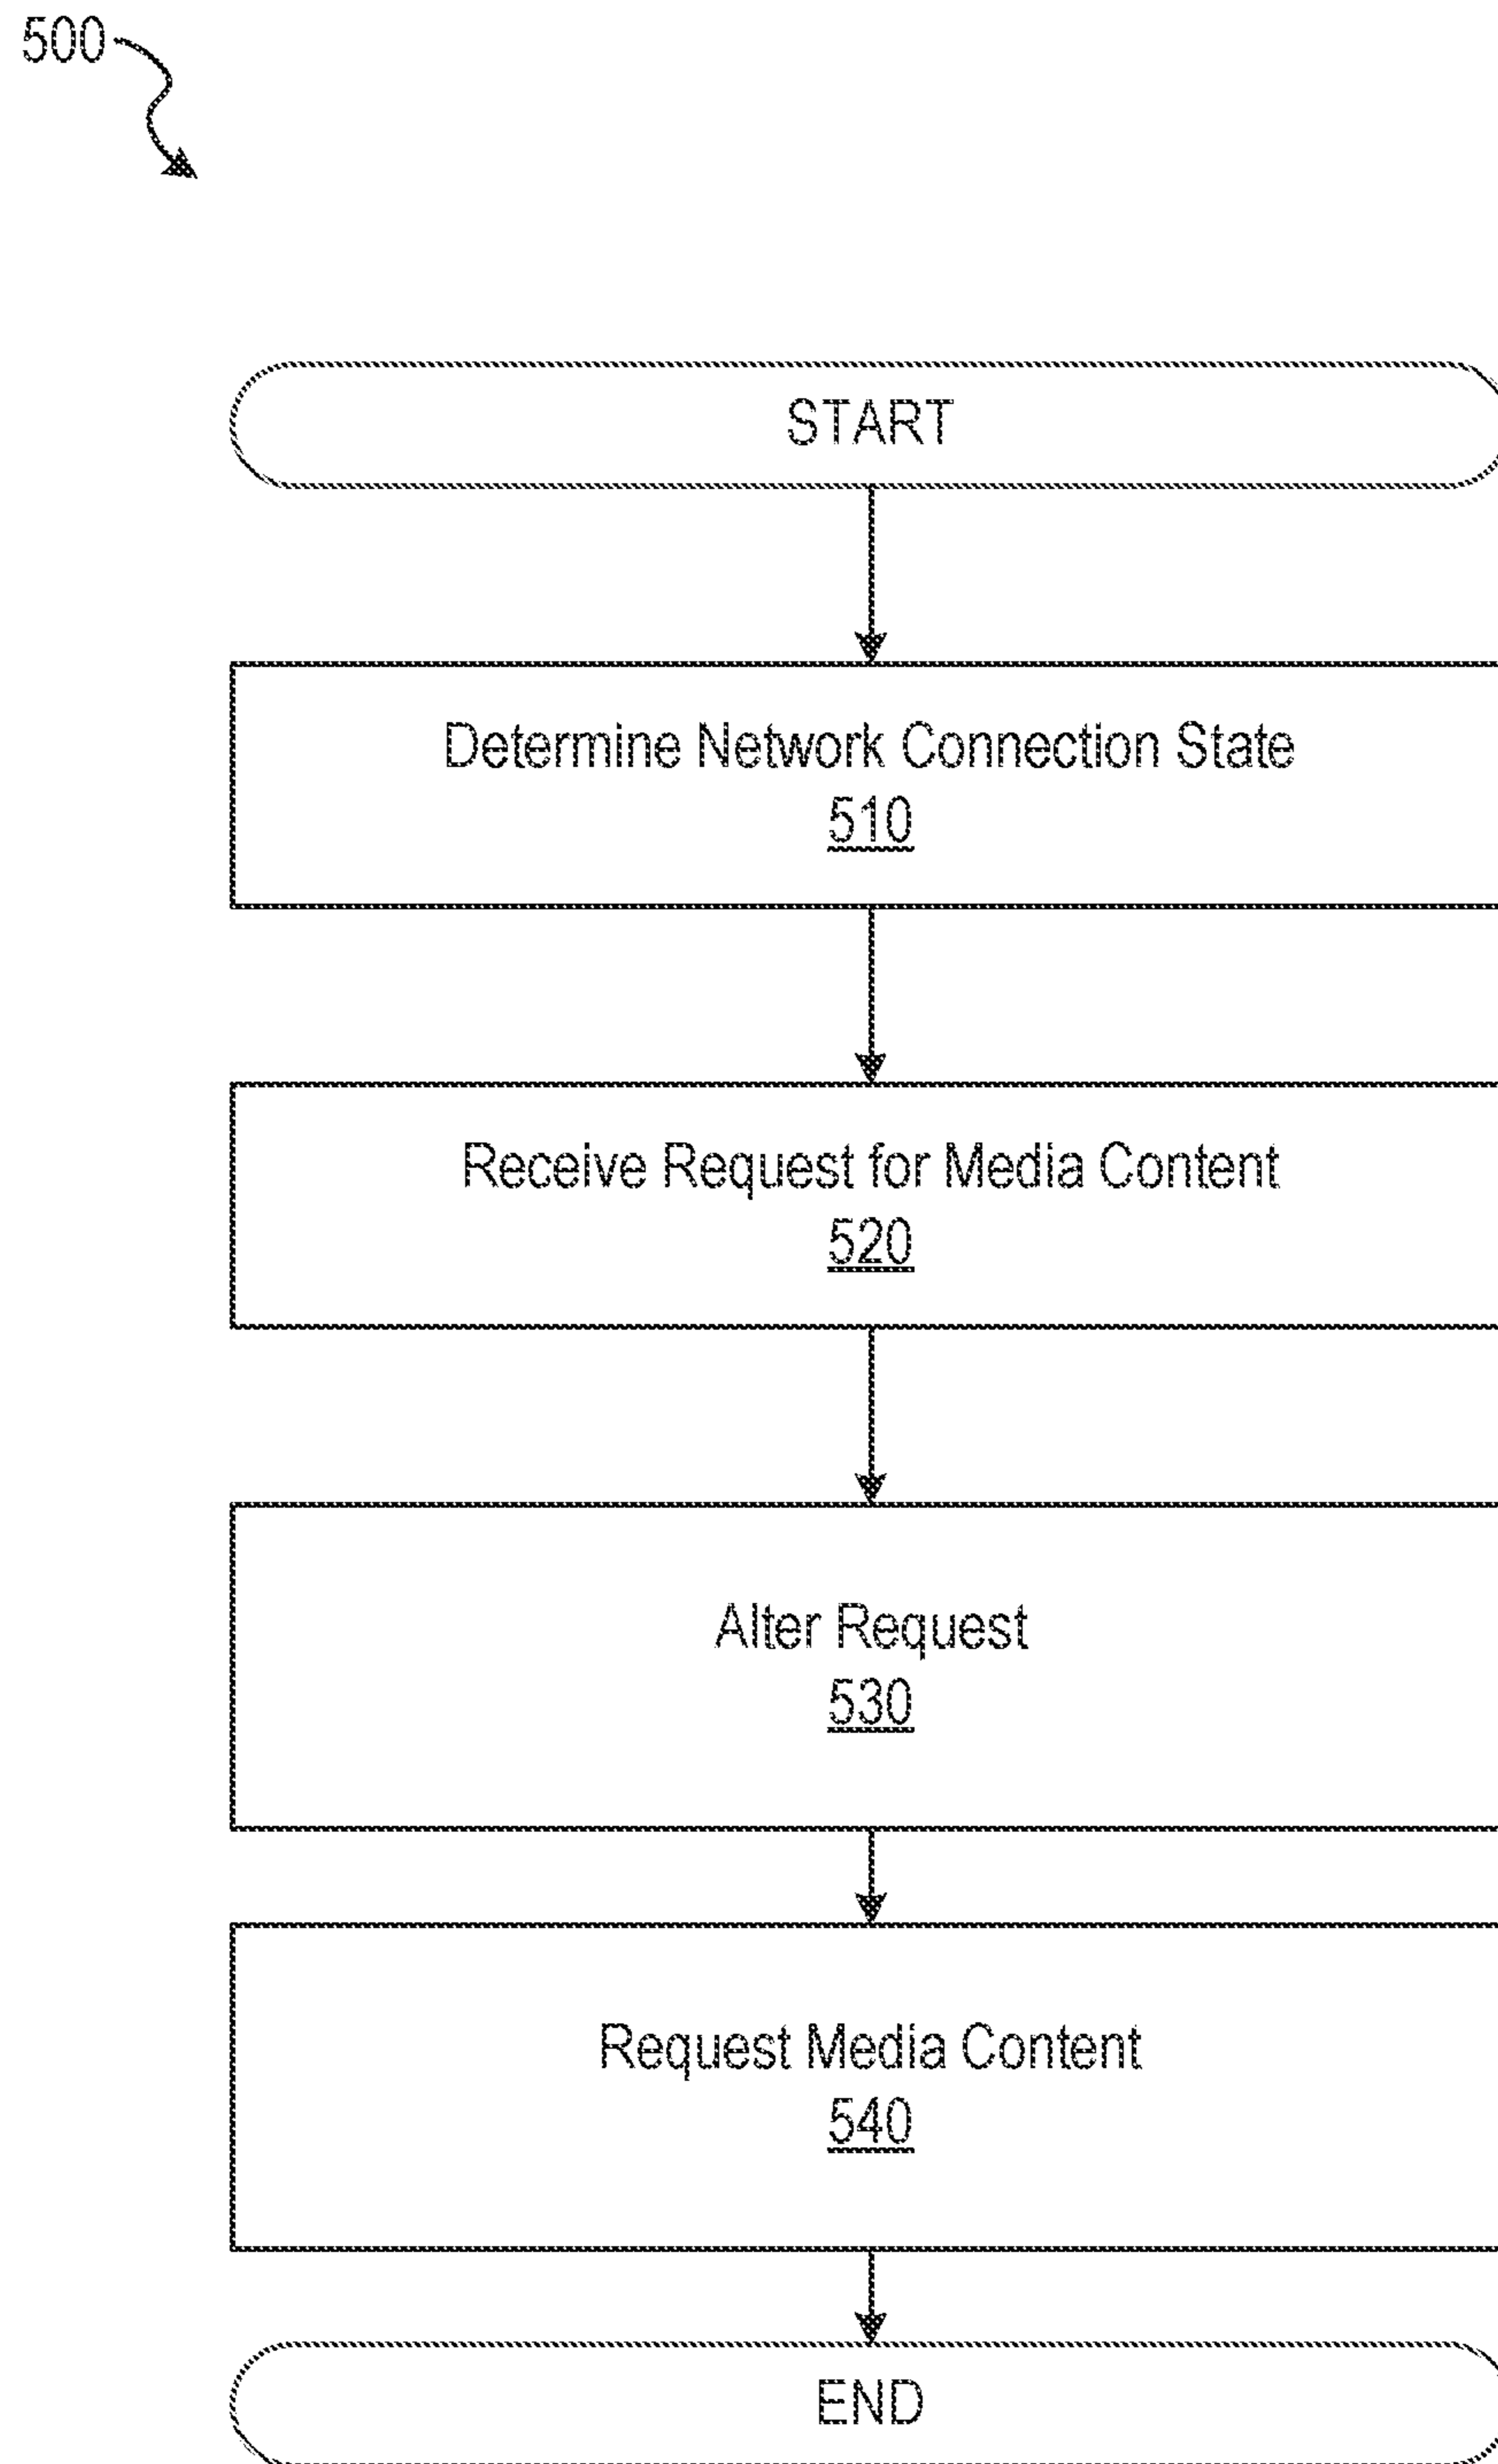 500
START
Determine Network Connection State
510
Receive Request for Media Content
520
Alter Request
530
Request Media Content
540
END